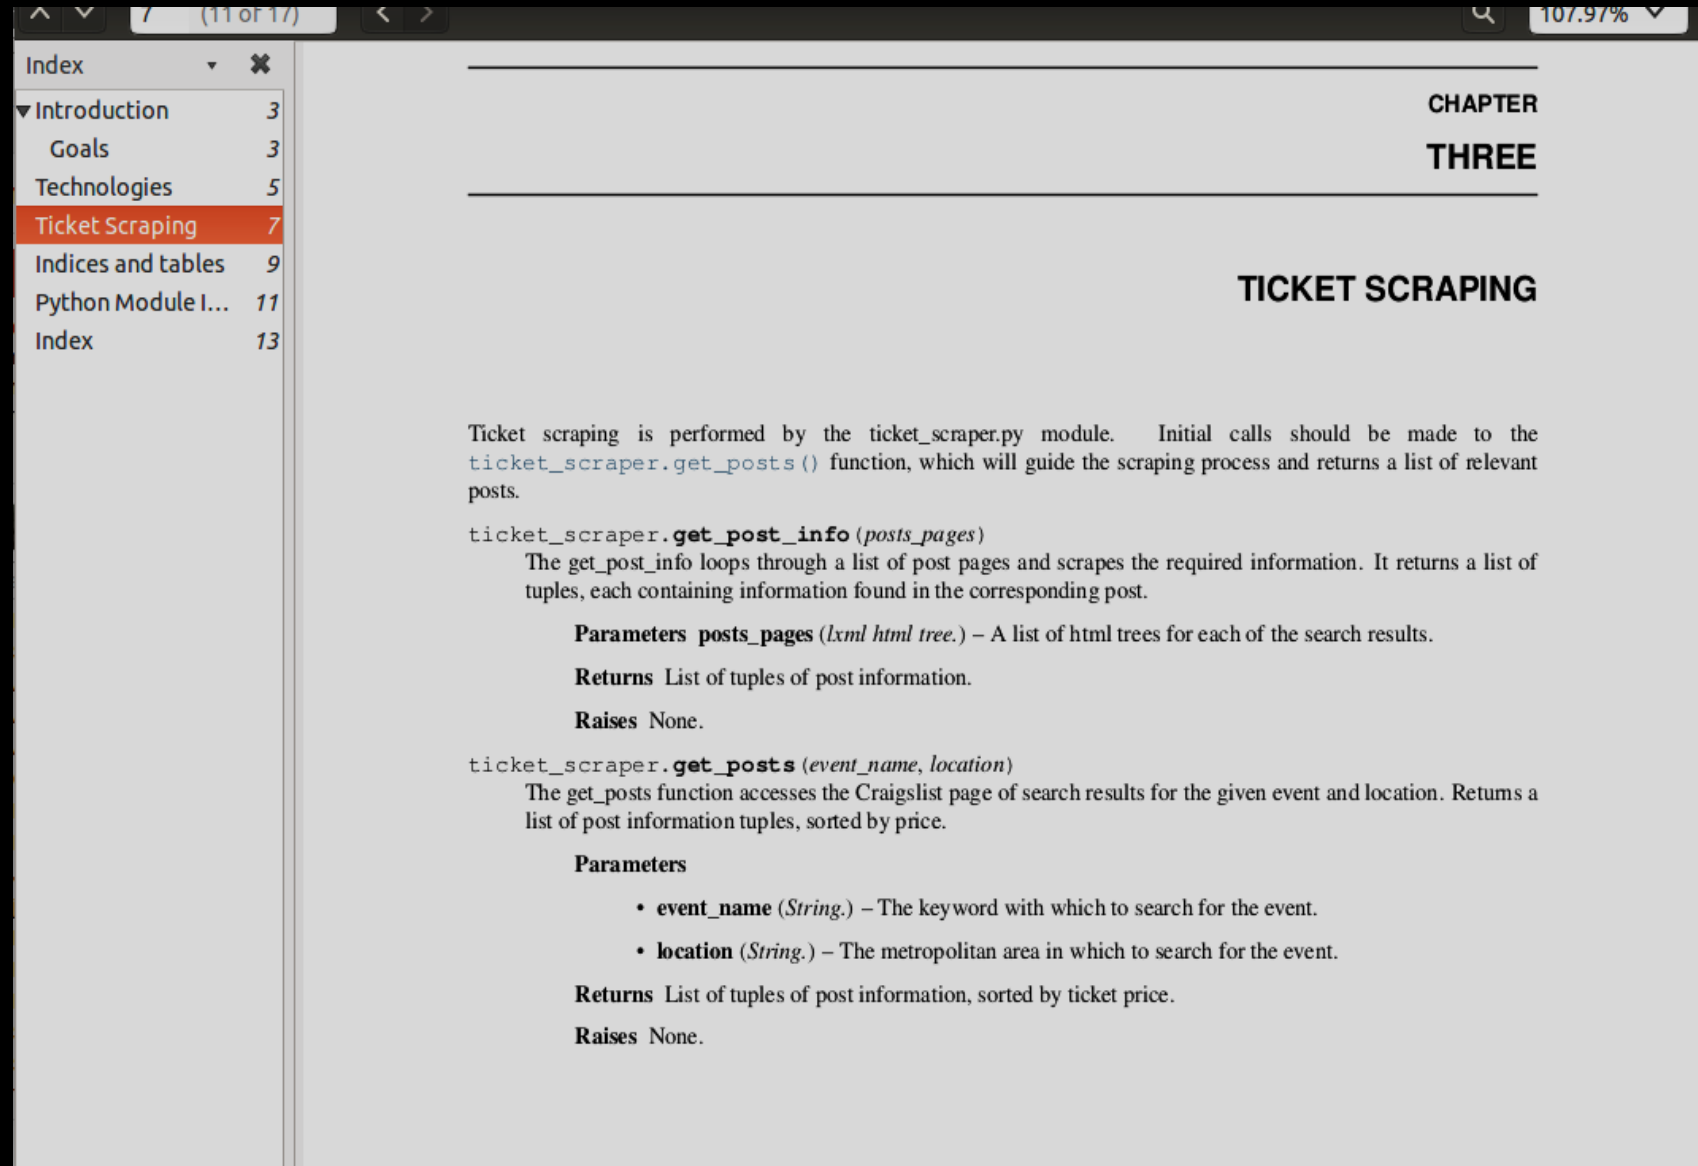 7 (11 of 17)
107.97%
Index
Introduction 3
Goals 3
Technologies 5
Ticket Scraping 7
Indices and tables 9
Python Module I... 11
Index 13
CHAPTER
THREE
TICKET SCRAPING
Ticket scraping is performed by the ticket_scraper.py module. Initial calls should be made to the
ticket_scraper.get_posts() function, which will guide the scraping process and returns a list of relevant
posts.
ticket_scraper.get_post_info(posts_pages)
The get_post_info loops through a list of post pages and scrapes the required information. It returns a list of
tuples, each containing information found in the corresponding post.
Parameters posts_pages (lxml html tree.) – A list of html trees for each of the search results.
Returns List of tuples of post information.
Raises None.
ticket_scraper.get_posts(event_name, location)
The get_posts function accesses the Craigslist page of search results for the given event and location. Returns a
list of post information tuples, sorted by price.
Parameters
• event_name (String.) – The keyword with which to search for the event.
• location (String.) – The metropolitan area in which to search for the event.
Returns List of tuples of post information, sorted by ticket price.
Raises None.